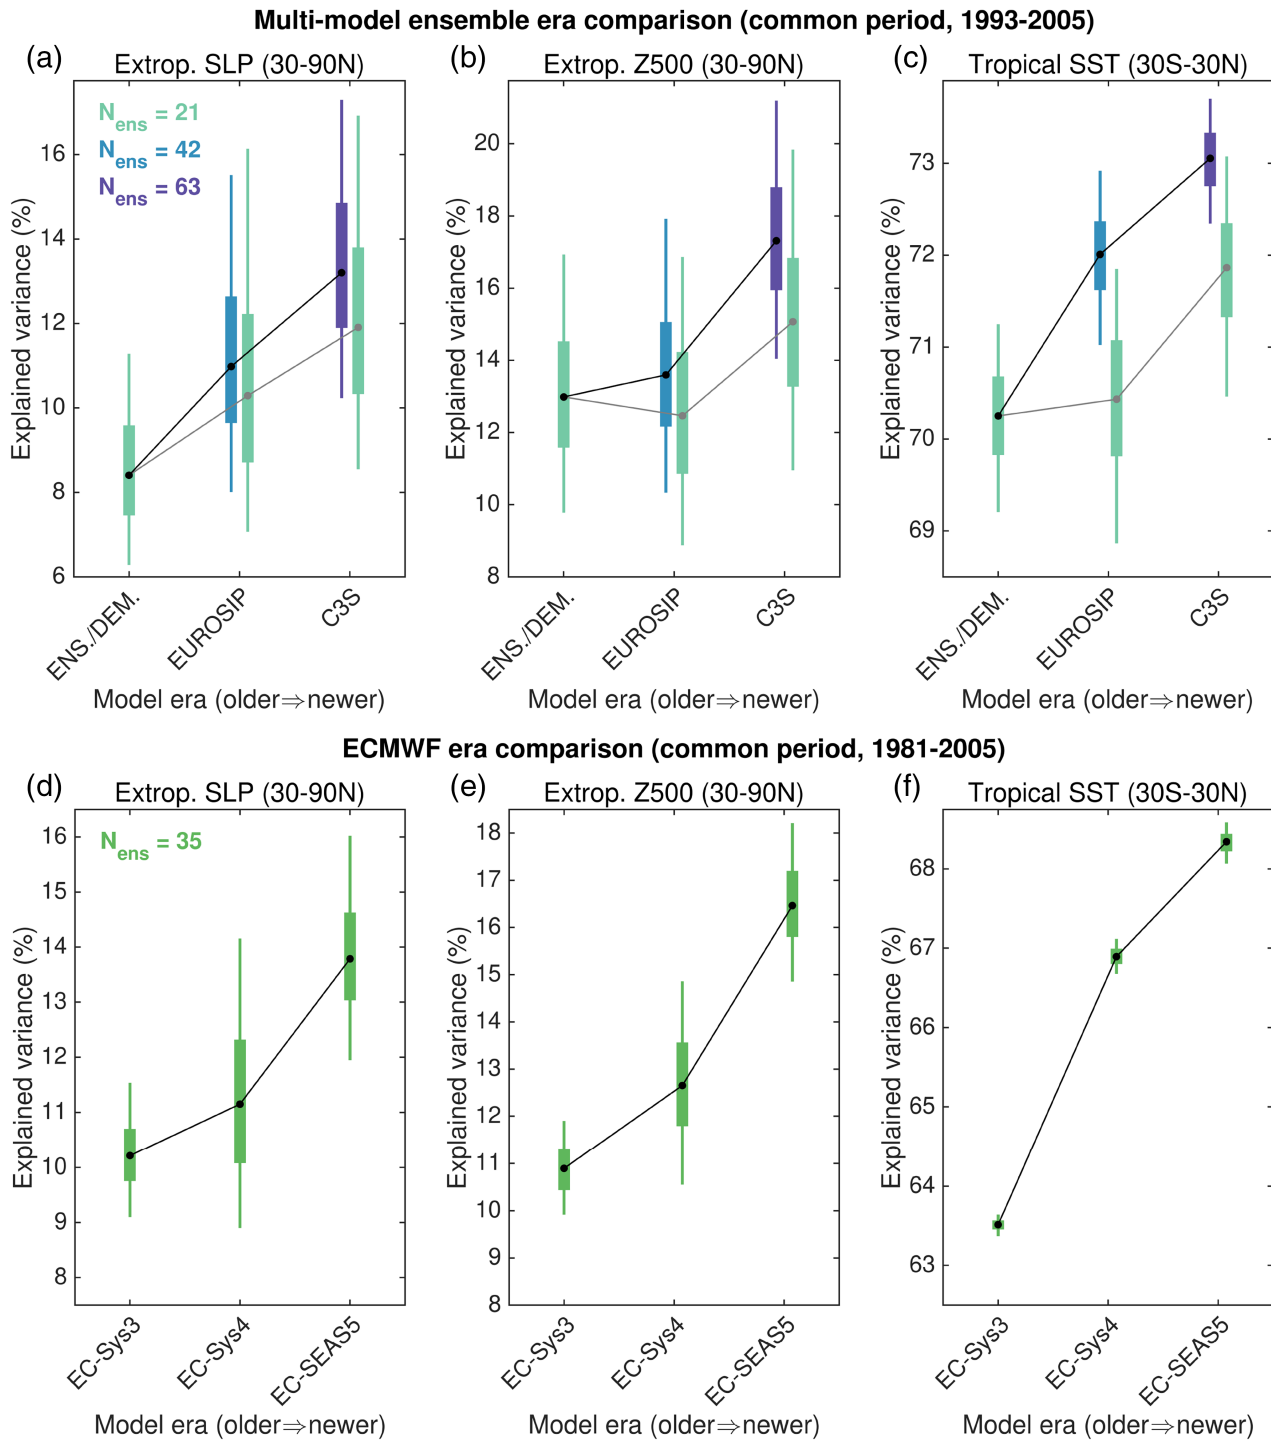 Multi-model ensemble era comparison (common period, 1993-2005)
(a) Extrop. SLP (30-90N)
N_ens = 21
N_ens = 42
N_ens = 63
Explained variance (%)
16
14
12
10
8
6
ENS./DEM.
EUROSIP
C3S
Model era (older⇒newer)
(b) Extrop. Z500 (30-90N)
Explained variance (%)
20
18
16
14
12
10
8
ENS./DEM.
EUROSIP
C3S
Model era (older⇒newer)
(c) Tropical SST (30S-30N)
Explained variance (%)
73
72
71
70
69
ENS./DEM.
EUROSIP
C3S
Model era (older⇒newer)
ECMWF era comparison (common period, 1981-2005)
(d) Extrop. SLP (30-90N)
N_ens = 35
Explained variance (%)
16
15
14
13
12
11
10
9
8
EC-Sys3
EC-Sys4
EC-SEAS5
Model era (older⇒newer)
(e) Extrop. Z500 (30-90N)
Explained variance (%)
18
17
16
15
14
13
12
11
10
9
8
EC-Sys3
EC-Sys4
EC-SEAS5
Model era (older⇒newer)
(f) Tropical SST (30S-30N)
Explained variance (%)
68
67
66
65
64
63
EC-Sys3
EC-Sys4
EC-SEAS5
Model era (older⇒newer)